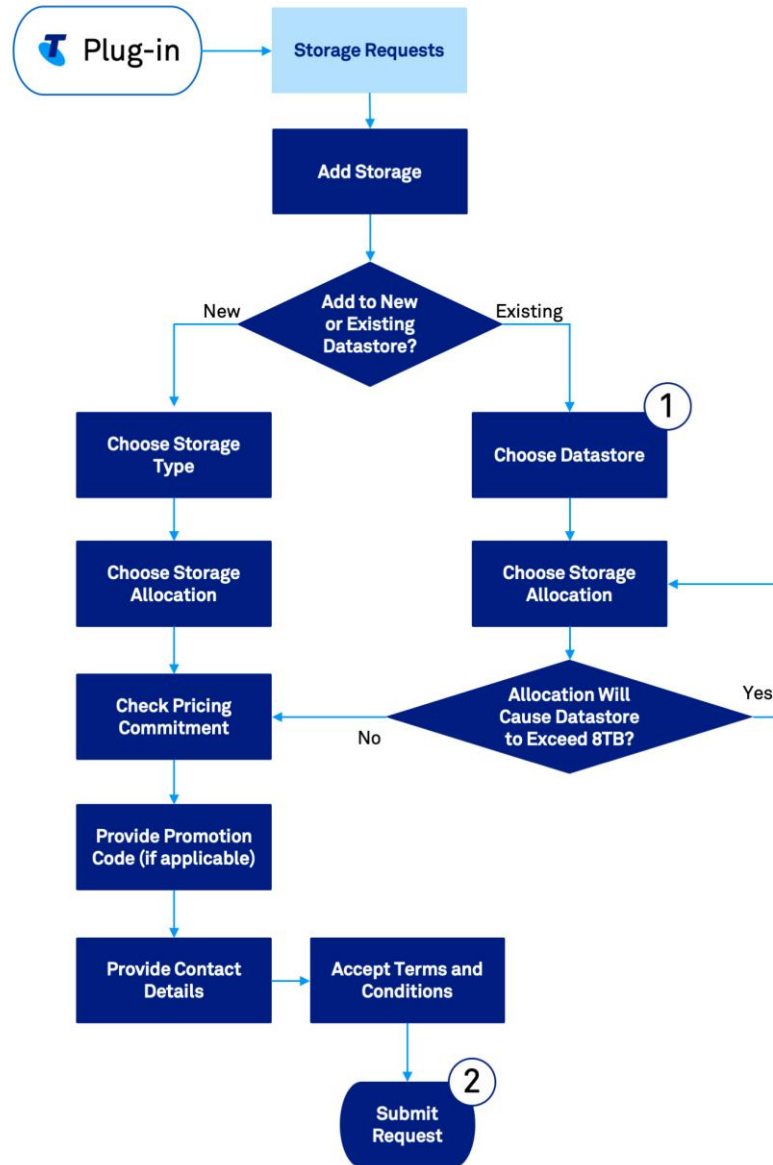 T Plug-in
Storage Requests
Add Storage
Add to New
or Existing
Datastore?
New
Existing
1
Choose Storage
Type
Choose Datastore
Choose Storage
Allocation
Choose Storage
Allocation
Check Pricing
Commitment
Allocation Will
Cause Datastore
to Exceed 8TB?
Yes
No
Provide Promotion
Code (if applicable)
Provide Contact
Details
Accept Terms and
Conditions
2
Submit
Request